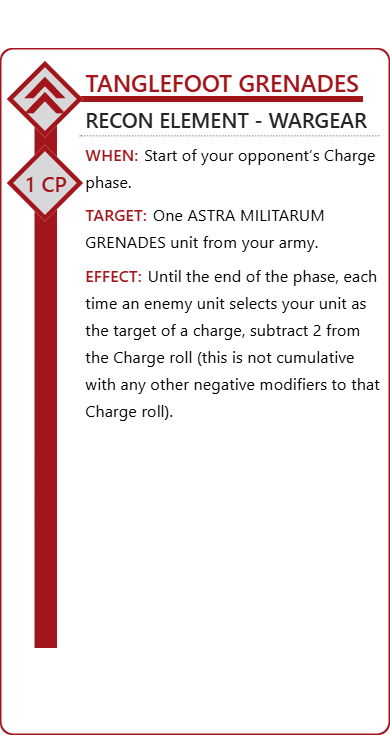 TANGLEFOOT GRENADES
RECON ELEMENT - WARGEAR
1 CP
WHEN: Start of your opponent’s Charge
phase.
TARGET: One ASTRA MILITARUM
GRENADES unit from your army.
EFFECT: Until the end of the phase, each
time an enemy unit selects your unit as
the target of a charge, subtract 2 from
the Charge roll (this is not cumulative
with any other negative modifiers to that
Charge roll).